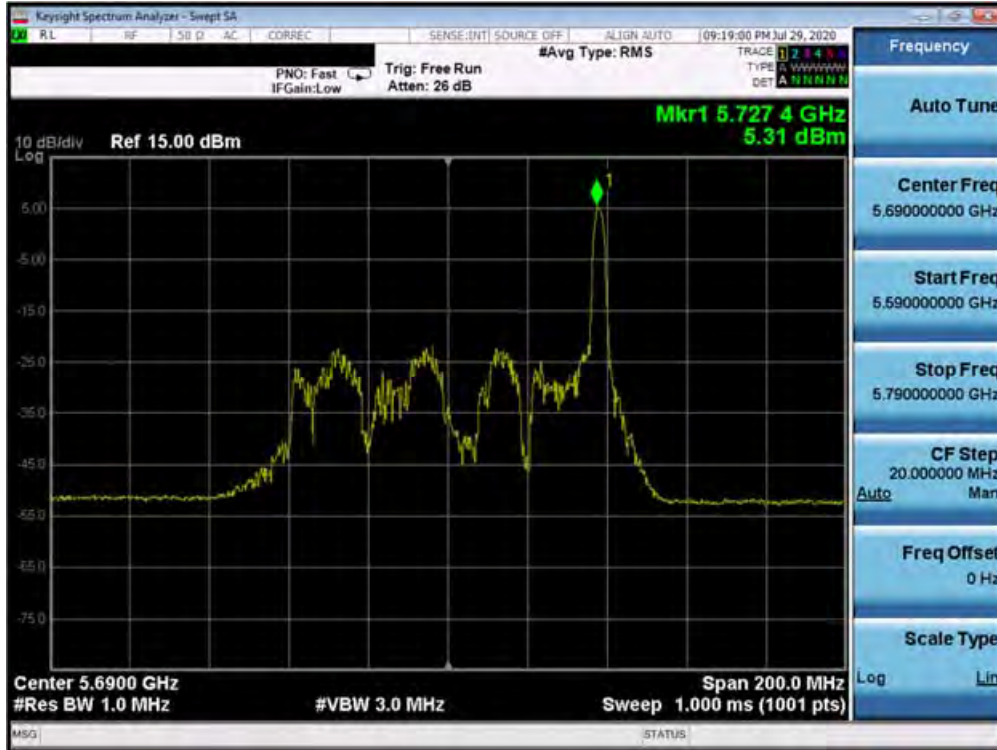 Keysight Spectrum Analyzer - Swept SA
RL RF 50 Ω AC CORREC SENSE:INT SOURCE OFF ALIGN AUTO 09:19:00 PM Jul 29, 2020
#Avg Type: RMS
TRACE 1 2 3 4 5 6
PNO: Fast Trig: Free Run
TYPE A WWWWW
IFGain:Low Atten: 26 dB
DET A N N N N N
Mkr1 5.727 4 GHz
5.31 dBm
10 dB/div Ref 15.00 dBm
Log
1
5.00
-5.00
-15.0
-25.0
-35.0
-45.0
-55.0
-65.0
-75.0
Center 5.6900 GHz Span 200.0 MHz
#Res BW 1.0 MHz #VBW 3.0 MHz Sweep 1.000 ms (1001 pts)
MSG STATUS
Frequency
Auto Tune
Center Freq
5.690000000 GHz
Start Freq
5.590000000 GHz
Stop Freq
5.790000000 GHz
CF Step
20.000000 MHz
Auto Man
Freq Offset
0 Hz
Scale Type
Log Lin